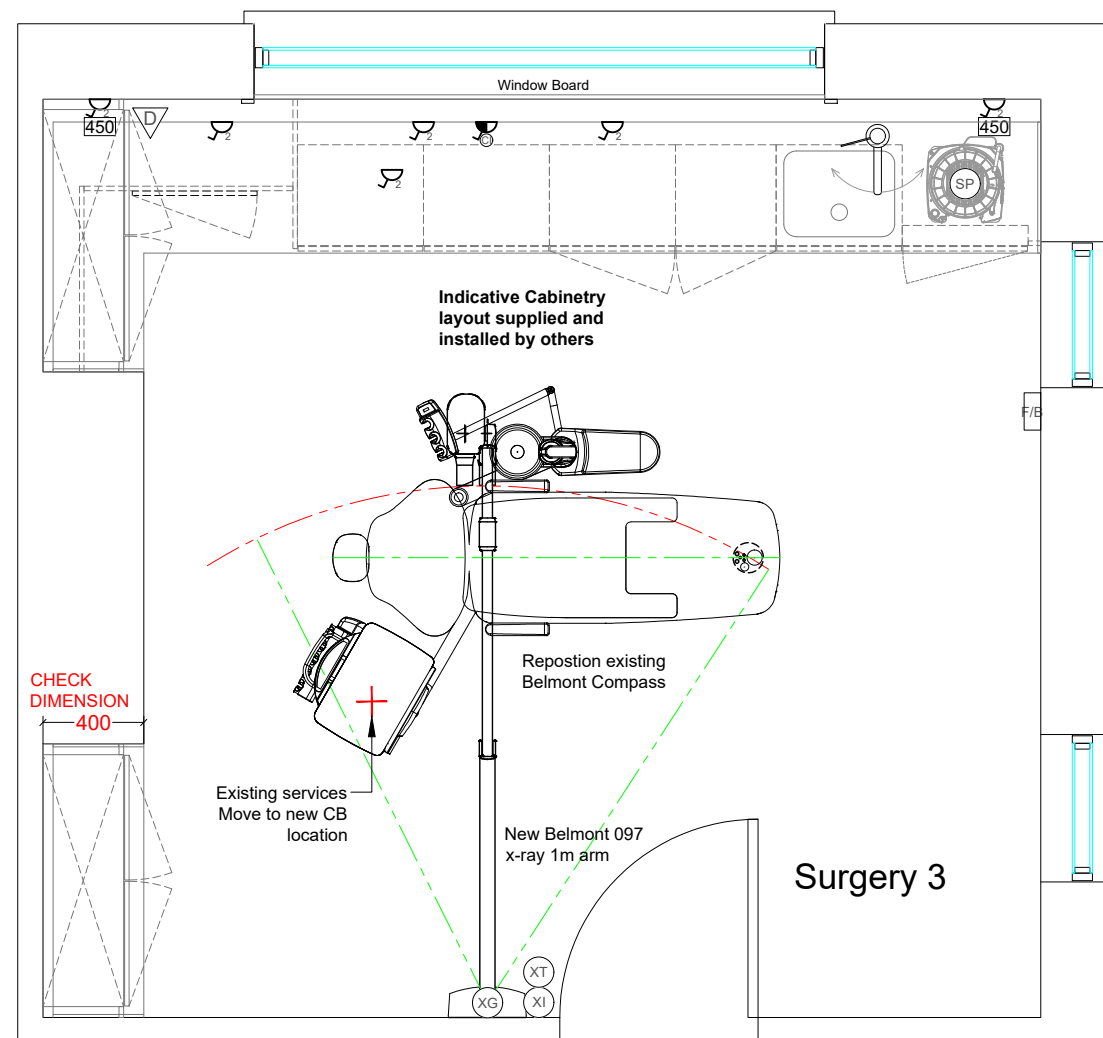 Window Board
D
2
450
2
2
CI
2
2
450
2
SP
Indicative Cabinetry
layout supplied and
installed by others
F/B
Repostion existing
Belmont Compass
CHECK
DIMENSION
400
Existing services
Move to new CB
location
New Belmont 097
x-ray 1m arm
Surgery 3
XT
XG
XI